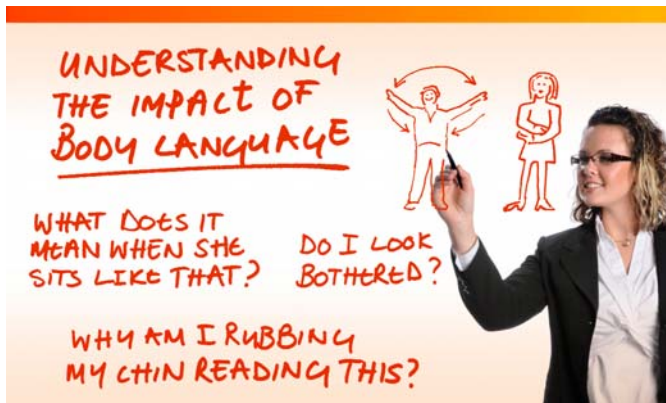 UNDERSTANDING
THE IMPACT OF
BODY LANGUAGE
WHAT DOES IT
MEAN WHEN SHE
SITS LIKE THAT?
DO I LOOK
BOTHERED?
WHY AM I RUBBING
MY CHIN READING THIS?